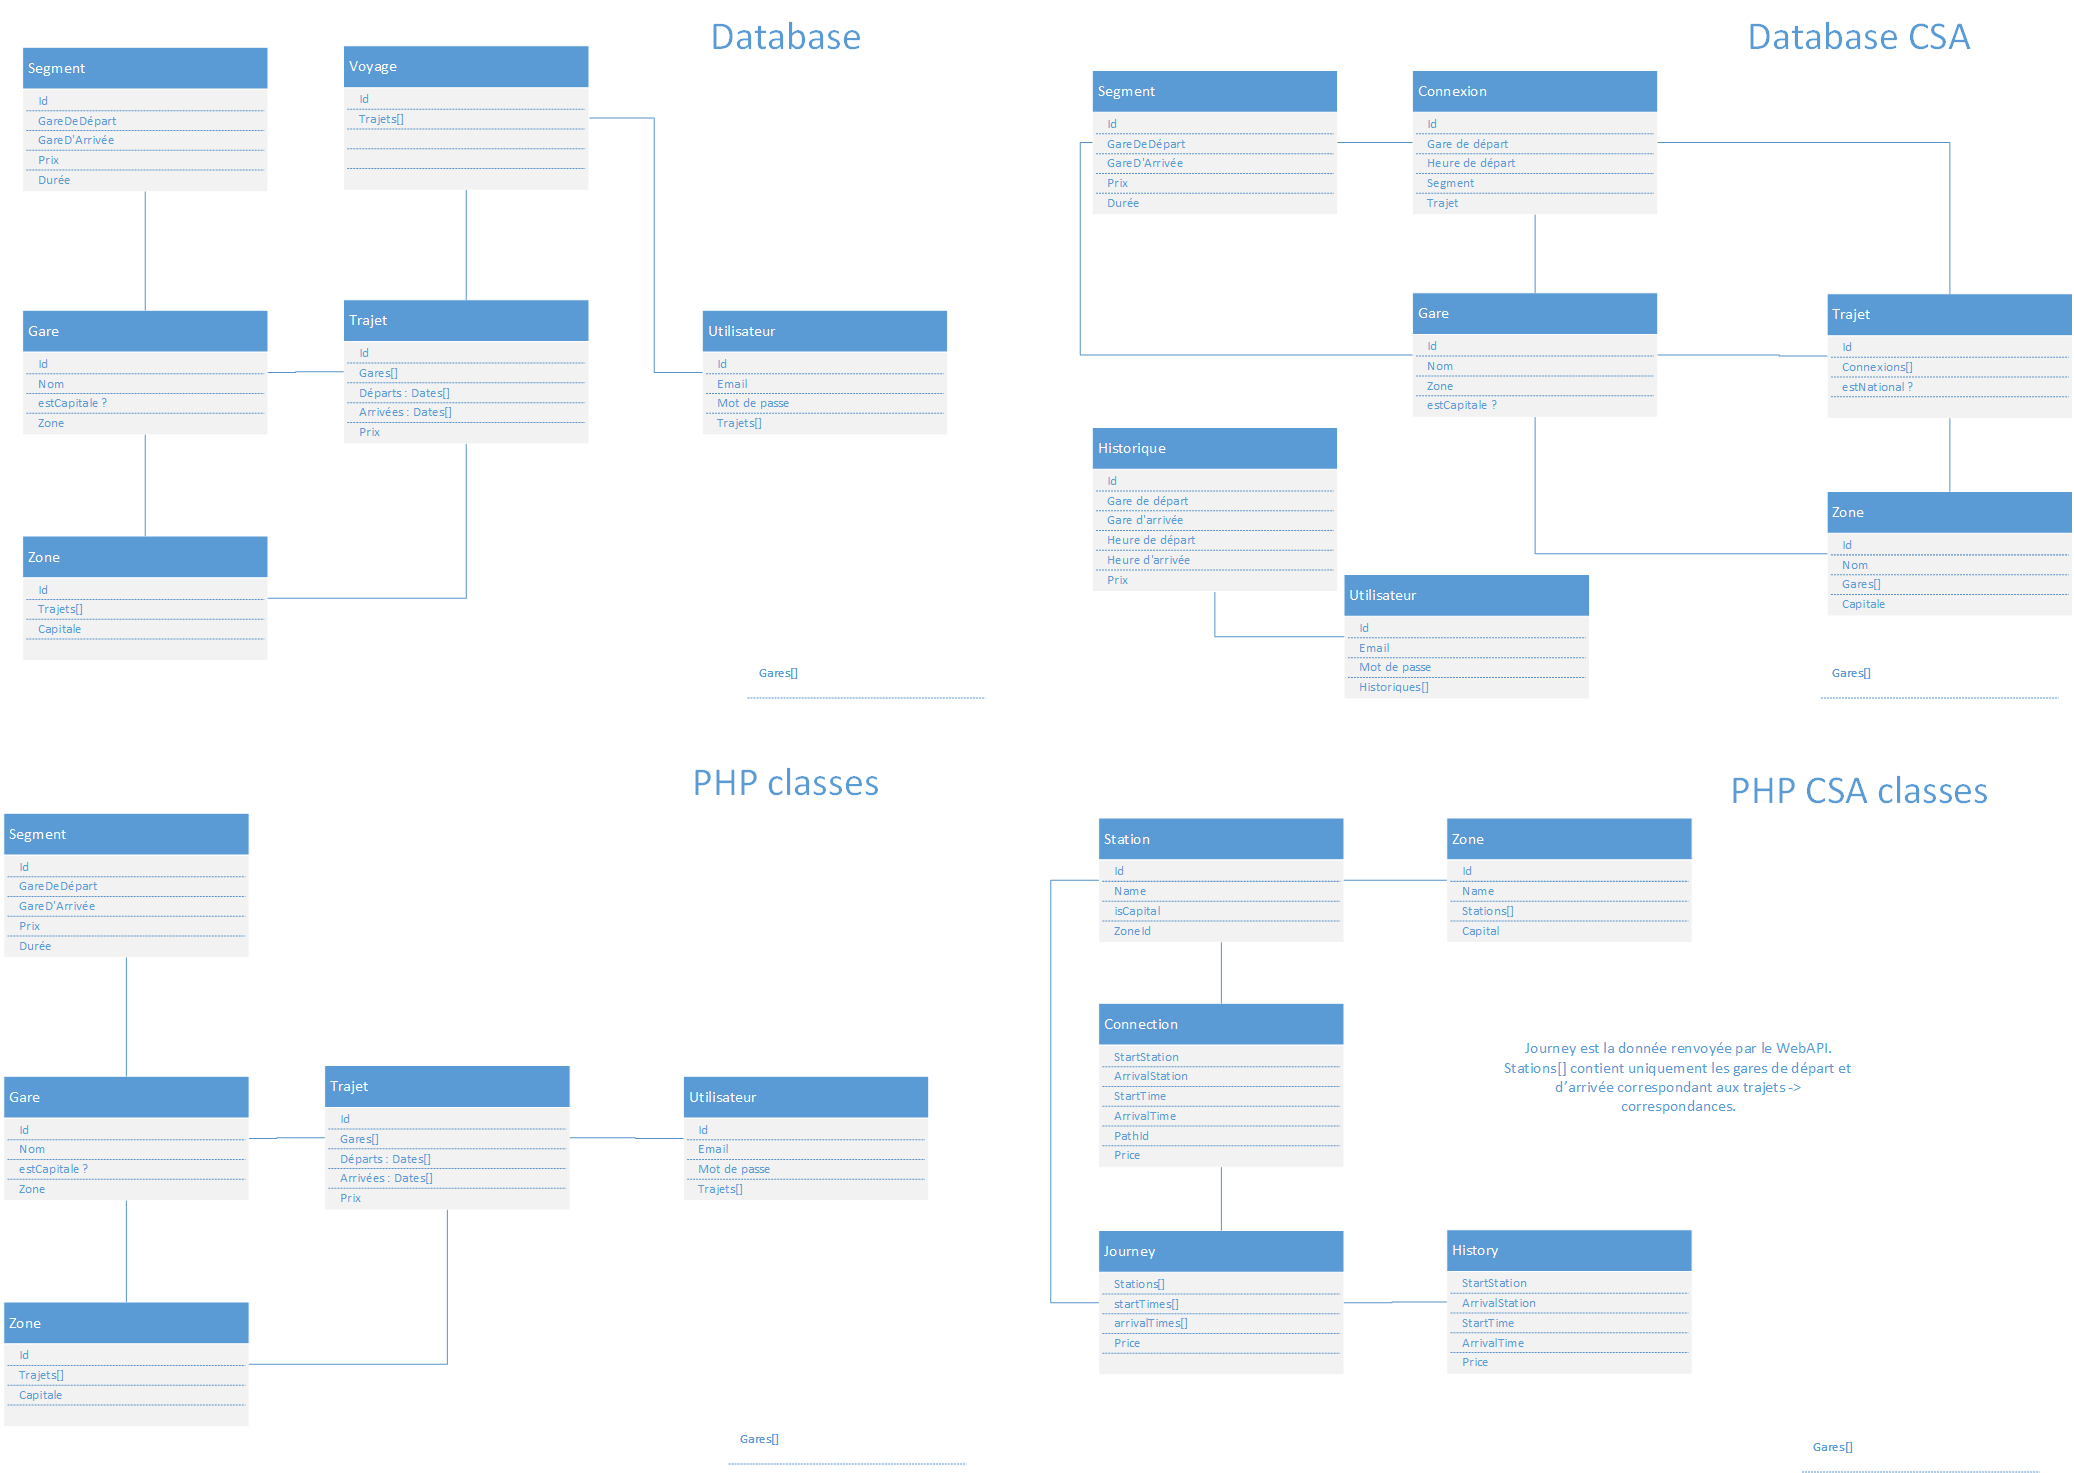 Database
Segment
Id
GareDeDépart
GareD'Arrivée
Prix
Durée
Voyage
Id
Trajets[]
Gare
Id
Nom
estCapitale ?
Zone
Trajet
Id
Gares[]
Départs : Dates[]
Arrivées : Dates[]
Prix
Utilisateur
Id
Email
Mot de passe
Trajets[]
Zone
Id
Trajets[]
Capitale
Gares[]
Database CSA
Segment
Id
GareDeDépart
GareD'Arrivée
Prix
Durée
Connexion
Id
Gare de départ
Heure de départ
Segment
Trajet
Gare
Id
Nom
Zone
estCapitale ?
Trajet
Id
Connexions[]
estNational ?
Historique
Id
Gare de départ
Gare d'arrivée
Heure de départ
Heure d'arrivée
Prix
Zone
Id
Nom
Gares[]
Capitale
Utilisateur
Id
Email
Mot de passe
Historiques[]
Gares[]
PHP classes
Segment
Id
GareDeDépart
GareD'Arrivée
Prix
Durée
Gare
Id
Nom
estCapitale ?
Zone
Trajet
Id
Gares[]
Départs : Dates[]
Arrivées : Dates[]
Prix
Utilisateur
Id
Email
Mot de passe
Trajets[]
Zone
Id
Trajets[]
Capitale
Gares[]
PHP CSA classes
Station
Id
Name
isCapital
ZoneId
Zone
Id
Name
Stations[]
Capital
Connection
StartStation
ArrivalStation
StartTime
ArrivalTime
PathId
Price
Journey est la donnée renvoyée par le WebAPI.
Stations[] contient uniquement les gares de départ et
d’arrivée correspondant aux trajets ->
correspondances.
Journey
Stations[]
startTimes[]
arrivalTimes[]
Price
History
StartStation
ArrivalStation
StartTime
ArrivalTime
Price
Gares[]